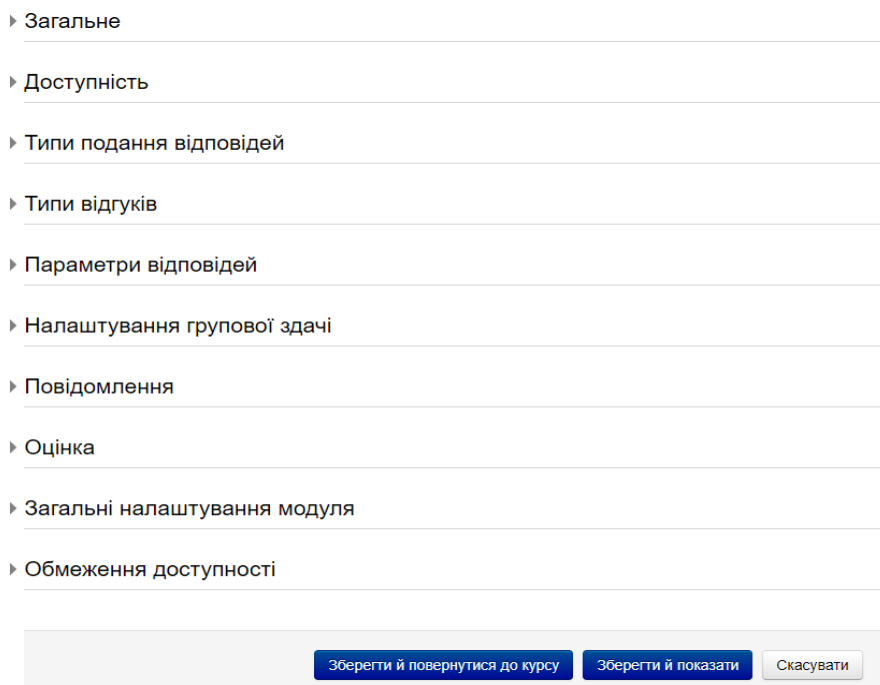 Загальне
Доступність
Типи подання відповідей
Типи відгуків
Параметри відповідей
Налаштування групової здачі
Повідомлення
Оцінка
Загальні налаштування модуля
Обмеження доступності
Зберегти й повернутися до курсу Зберегти й показати Скасувати